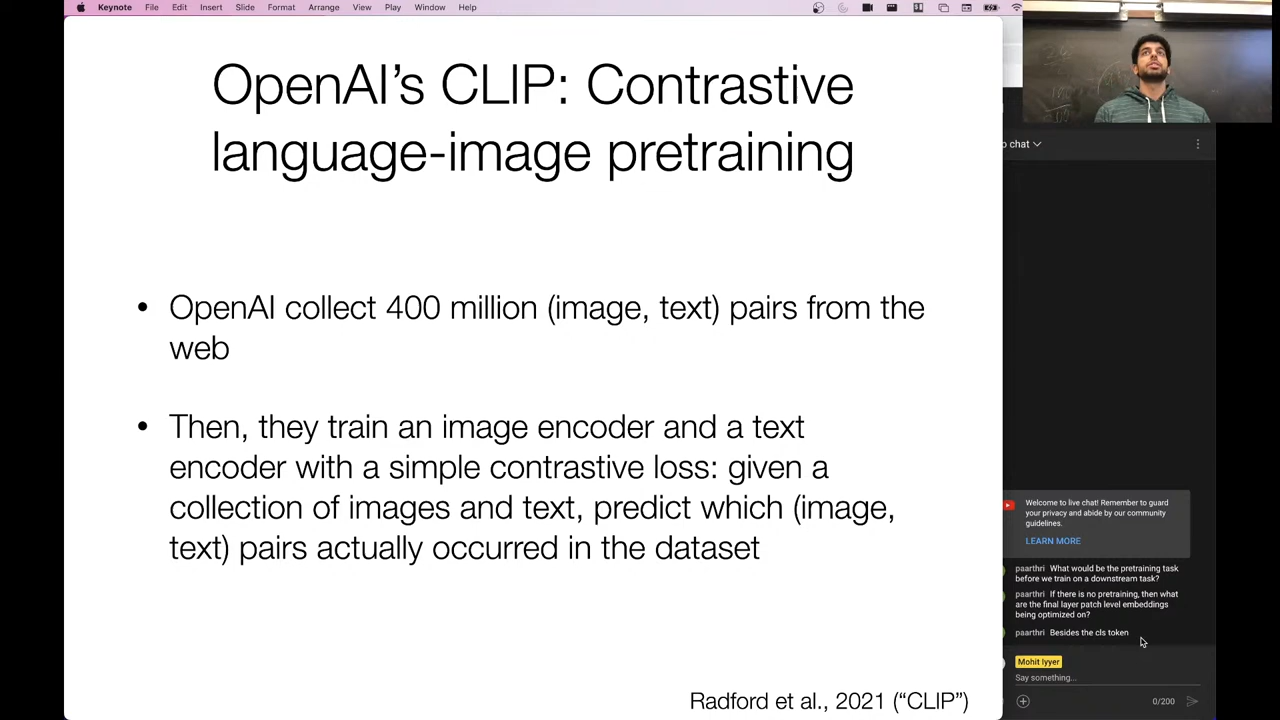 Keynote File Edit Insert Slide Format Arrange View Play Window Help
OpenAI's CLIP: Contrastive
language-image pretraining
• OpenAI collect 400 million (image, text) pairs from the
web
• Then, they train an image encoder and a text
encoder with a simple contrastive loss: given a
collection of images and text, predict which (image,
text) pairs actually occurred in the dataset
Radford et al., 2021 ("CLIP")
chat
Welcome to live chat! Remember to guard
your privacy and abide by our community
guidelines.
LEARN MORE
paarthri What would be the pretraining task
before we train on a downstream task?
paarthri If there is no pretraining, then what
are the final layer patch level embeddings
being optimized on?
paarthri Besides the cls token
Mohit Iyyer
Say something...
0/200